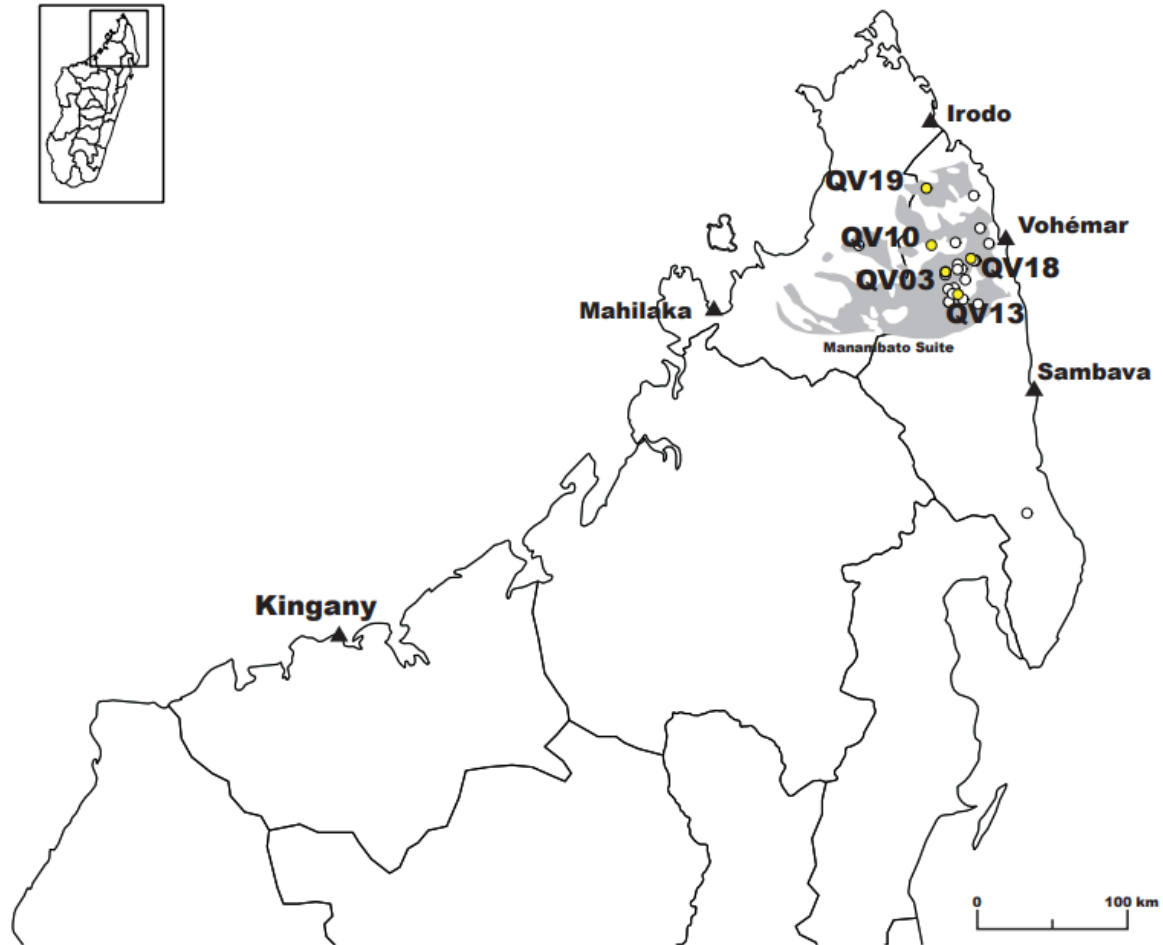 Irodo
QV19
Vohémar
QV10
QV18
QV03
Mahilaka
QV13
Manambato Suite
Sambava
Kingany
0 100 km